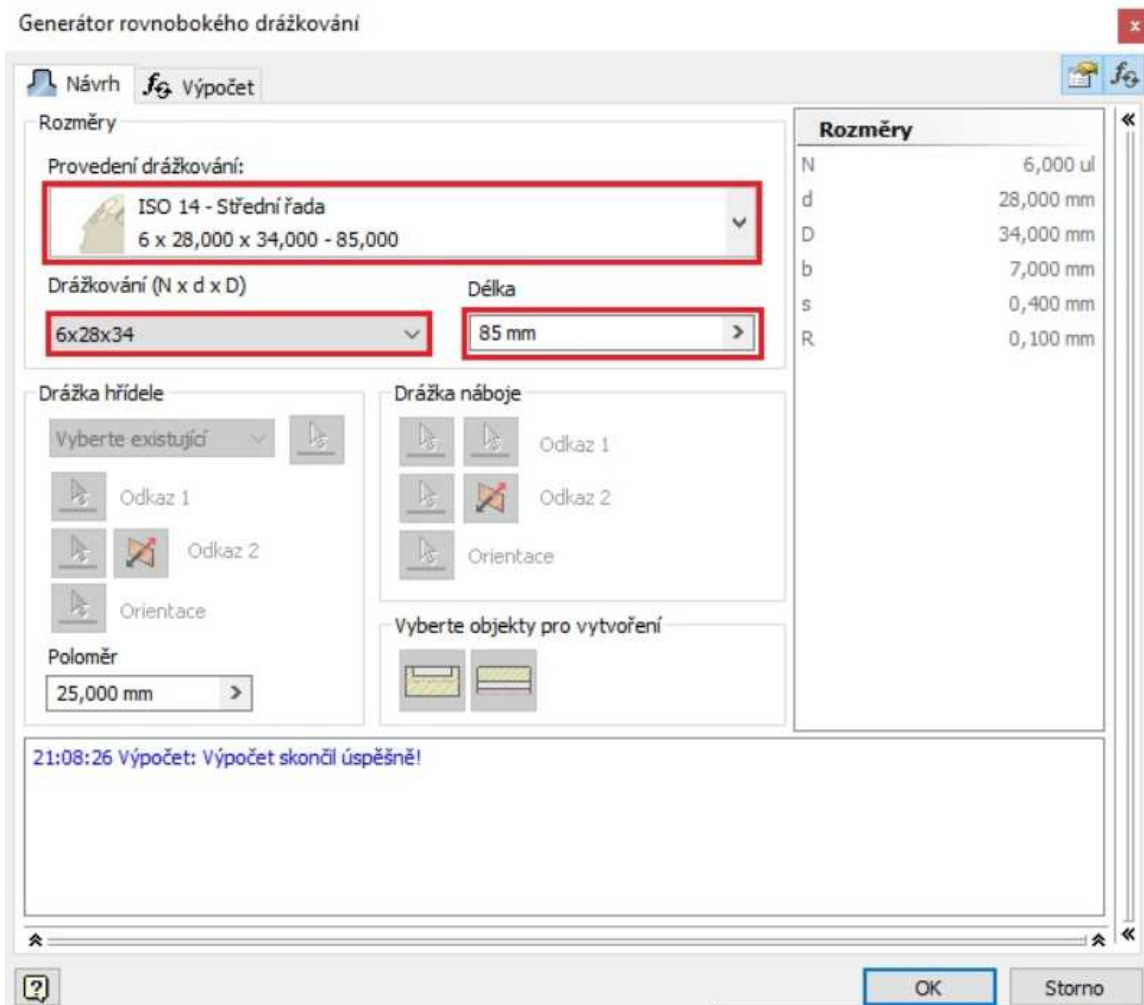 Generátor rovnobokého drážkování
x
Návrh
fG Výpočet
Rozměry
Provedení drážkování:
ISO 14 - Střední řada
6 x 28,000 x 34,000 - 85,000
Drážkování (N x d x D)
Délka
6x28x34
85 mm
Drážka hřídele
Vyberte existující
Odkaz 1
Odkaz 2
Orientace
Poloměr
25,000 mm
Drážka náboje
Odkaz 1
Odkaz 2
Orientace
Vyberte objekty pro vytvoření
Rozměry
N 6,000 ul
d 28,000 mm
D 34,000 mm
b 7,000 mm
s 0,400 mm
R 0,100 mm
21:08:26 Výpočet: Výpočet skončil úspěšně!
?
OK
Storno